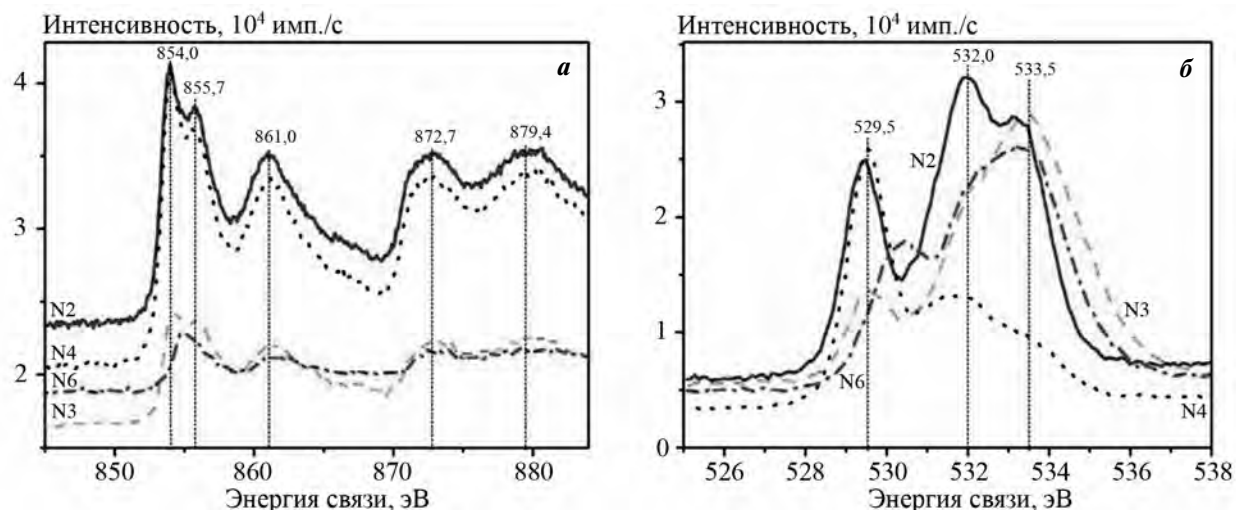 Интенсивность, 10⁴ имп./с
854,0
а
4
855,7
861,0
872,7
879,4
3
N2
N4
2
N6
N3
850 860 870 880
Энергия связи, эВ
Интенсивность, 10⁴ имп./с
532,0
533,5
б
3
529,5
N2
2
N3
1
N6
N4
0
526 528 530 532 534 536 538
Энергия связи, эВ